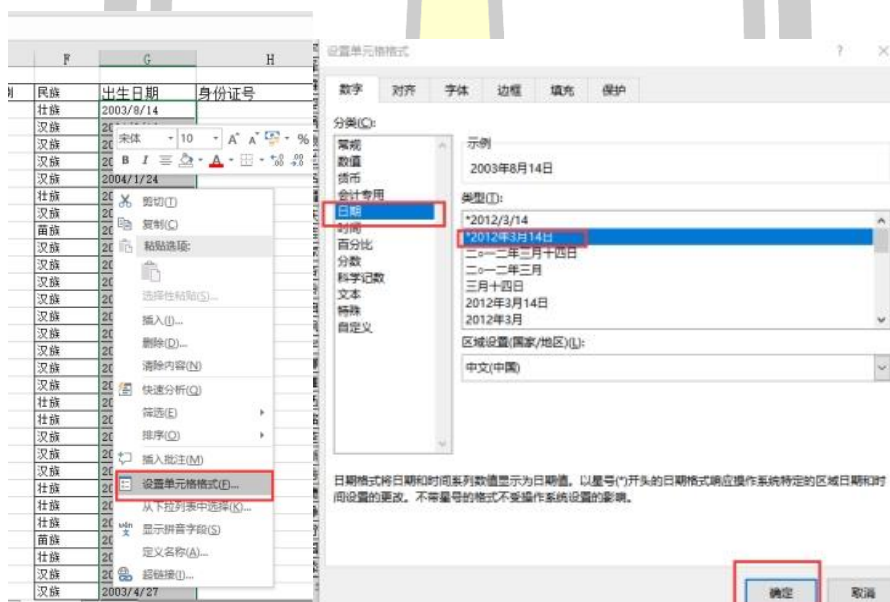 F G H
民族 出生日期 身份证号
壮族 2003/8/14
汉族
汉族 宋体 10 A A %
汉族 B I A
汉族 2004/1/24
壮族 剪切(T)
汉族 复制(C)
苗族
汉族 粘贴选项:
汉族
汉族
汉族 选择性粘贴(S)...
汉族 插入(I)...
汉族 删除(D)...
汉族 清除内容(N)
汉族 快速分析(Q)
壮族
壮族 筛选(E)
汉族 排序(O)
汉族 插入批注(M)
汉族
壮族 设置单元格格式(F)...
壮族 从下拉列表中选择(K)...
壮族 显示拼音字段(S)
苗族
壮族 定义名称(A)...
汉族 超链接(I)...
汉族 2003/4/27
设置单元格格式 ? ×
数字 对齐 字体 边框 填充 保护
分类(C):
常规
数值
货币
会计专用
日期
时间
百分比
分数
科学记数
文本
特殊
自定义
示例
2003年8月14日
类型(T):
*2012/3/14
*2012年3月14日
二○一二年三月十四日
二○一二年三月
三月十四日
2012年3月14日
2012年3月
区域设置(国家/地区)(L):
中文(中国)
日期格式将日期和时间系列数值显示为日期值。以星号(*)开头的日期格式响应操作系统特定的区域日期和时
间设置的更改。不带星号的格式不受操作系统设置的影响。
确定 取消